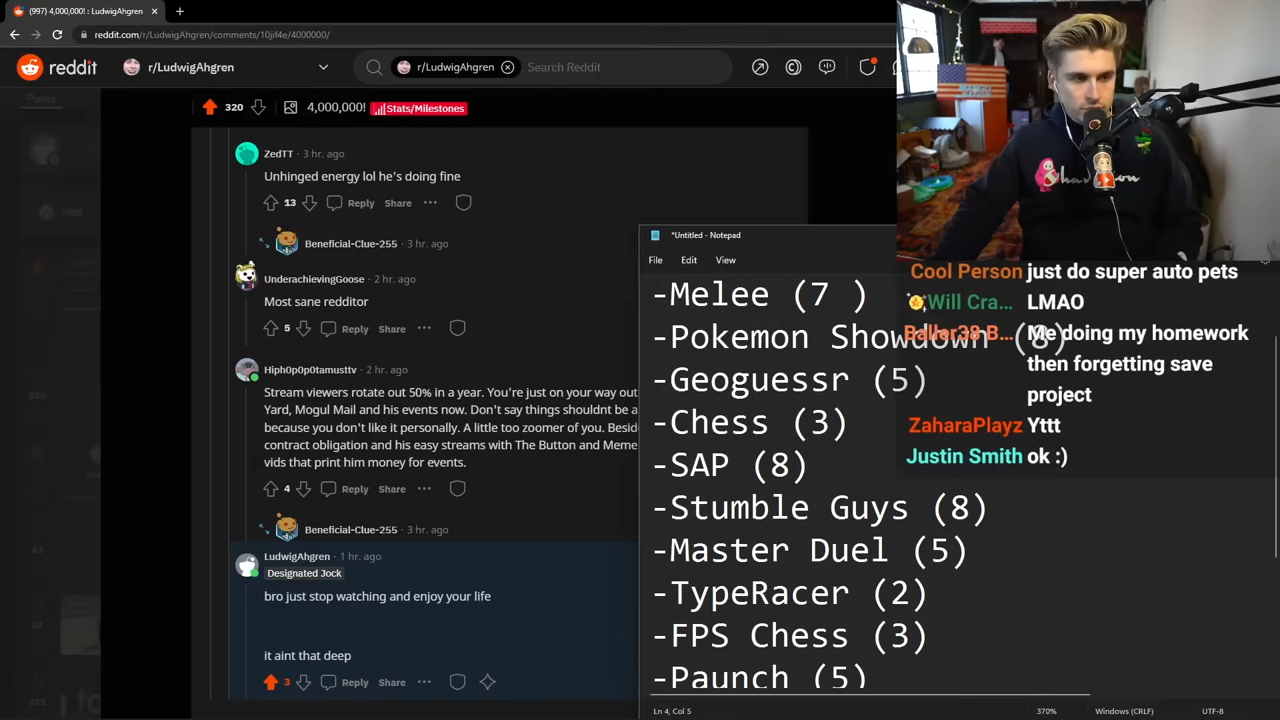 (997) 4,000,000! : LudwigAhgren
reddit.com/r/LudwigAhgren/comments/10jif4e/4000000/
reddit
r/LudwigAhgren
r/LudwigAhgren
Search Reddit
Posts
Hot
320
4,000,000!
Stats/Milestones
ZedTT · 3 hr. ago
Unhinged energy lol he's doing fine
13
Reply
Share
Beneficial-Clue-255 · 3 hr. ago
UnderachievingGoose · 2 hr. ago
Most sane redditor
5
Reply
Share
Hiph0p0p0tamusttv · 2 hr. ago
Stream viewers rotate out 50% in a year. You're just on your way out
Yard, Mogul Mail and his events now. Don't say things shouldnt be a
because you don't like it personally. A little too zoomer of you. Besid
contract obligation and his easy streams with The Button and Meme
vids that print him money for events.
4
Reply
Share
Beneficial-Clue-255 · 3 hr. ago
LudwigAhgren · 1 hr. ago
Designated Jock
bro just stop watching and enjoy your life
it aint that deep
3
Reply
Share
*Untitled - Notepad
File
Edit
View
-Melee (7 )
-Pokemon Showdown (8)
-Geoguessr (5)
-Chess (3)
-SAP (8)
-Stumble Guys (8)
-Master Duel (5)
-TypeRacer (2)
-FPS Chess (3)
-Paunch (5)
Ln 4, Col 5
370%
Windows (CRLF)
UTF-8
Cool Person just do super auto pets
Will Cra... LMAO
Baller38 B... Me doing my homework
then forgetting save
project
ZaharaPlayz Yttt
Justin Smith ok :)